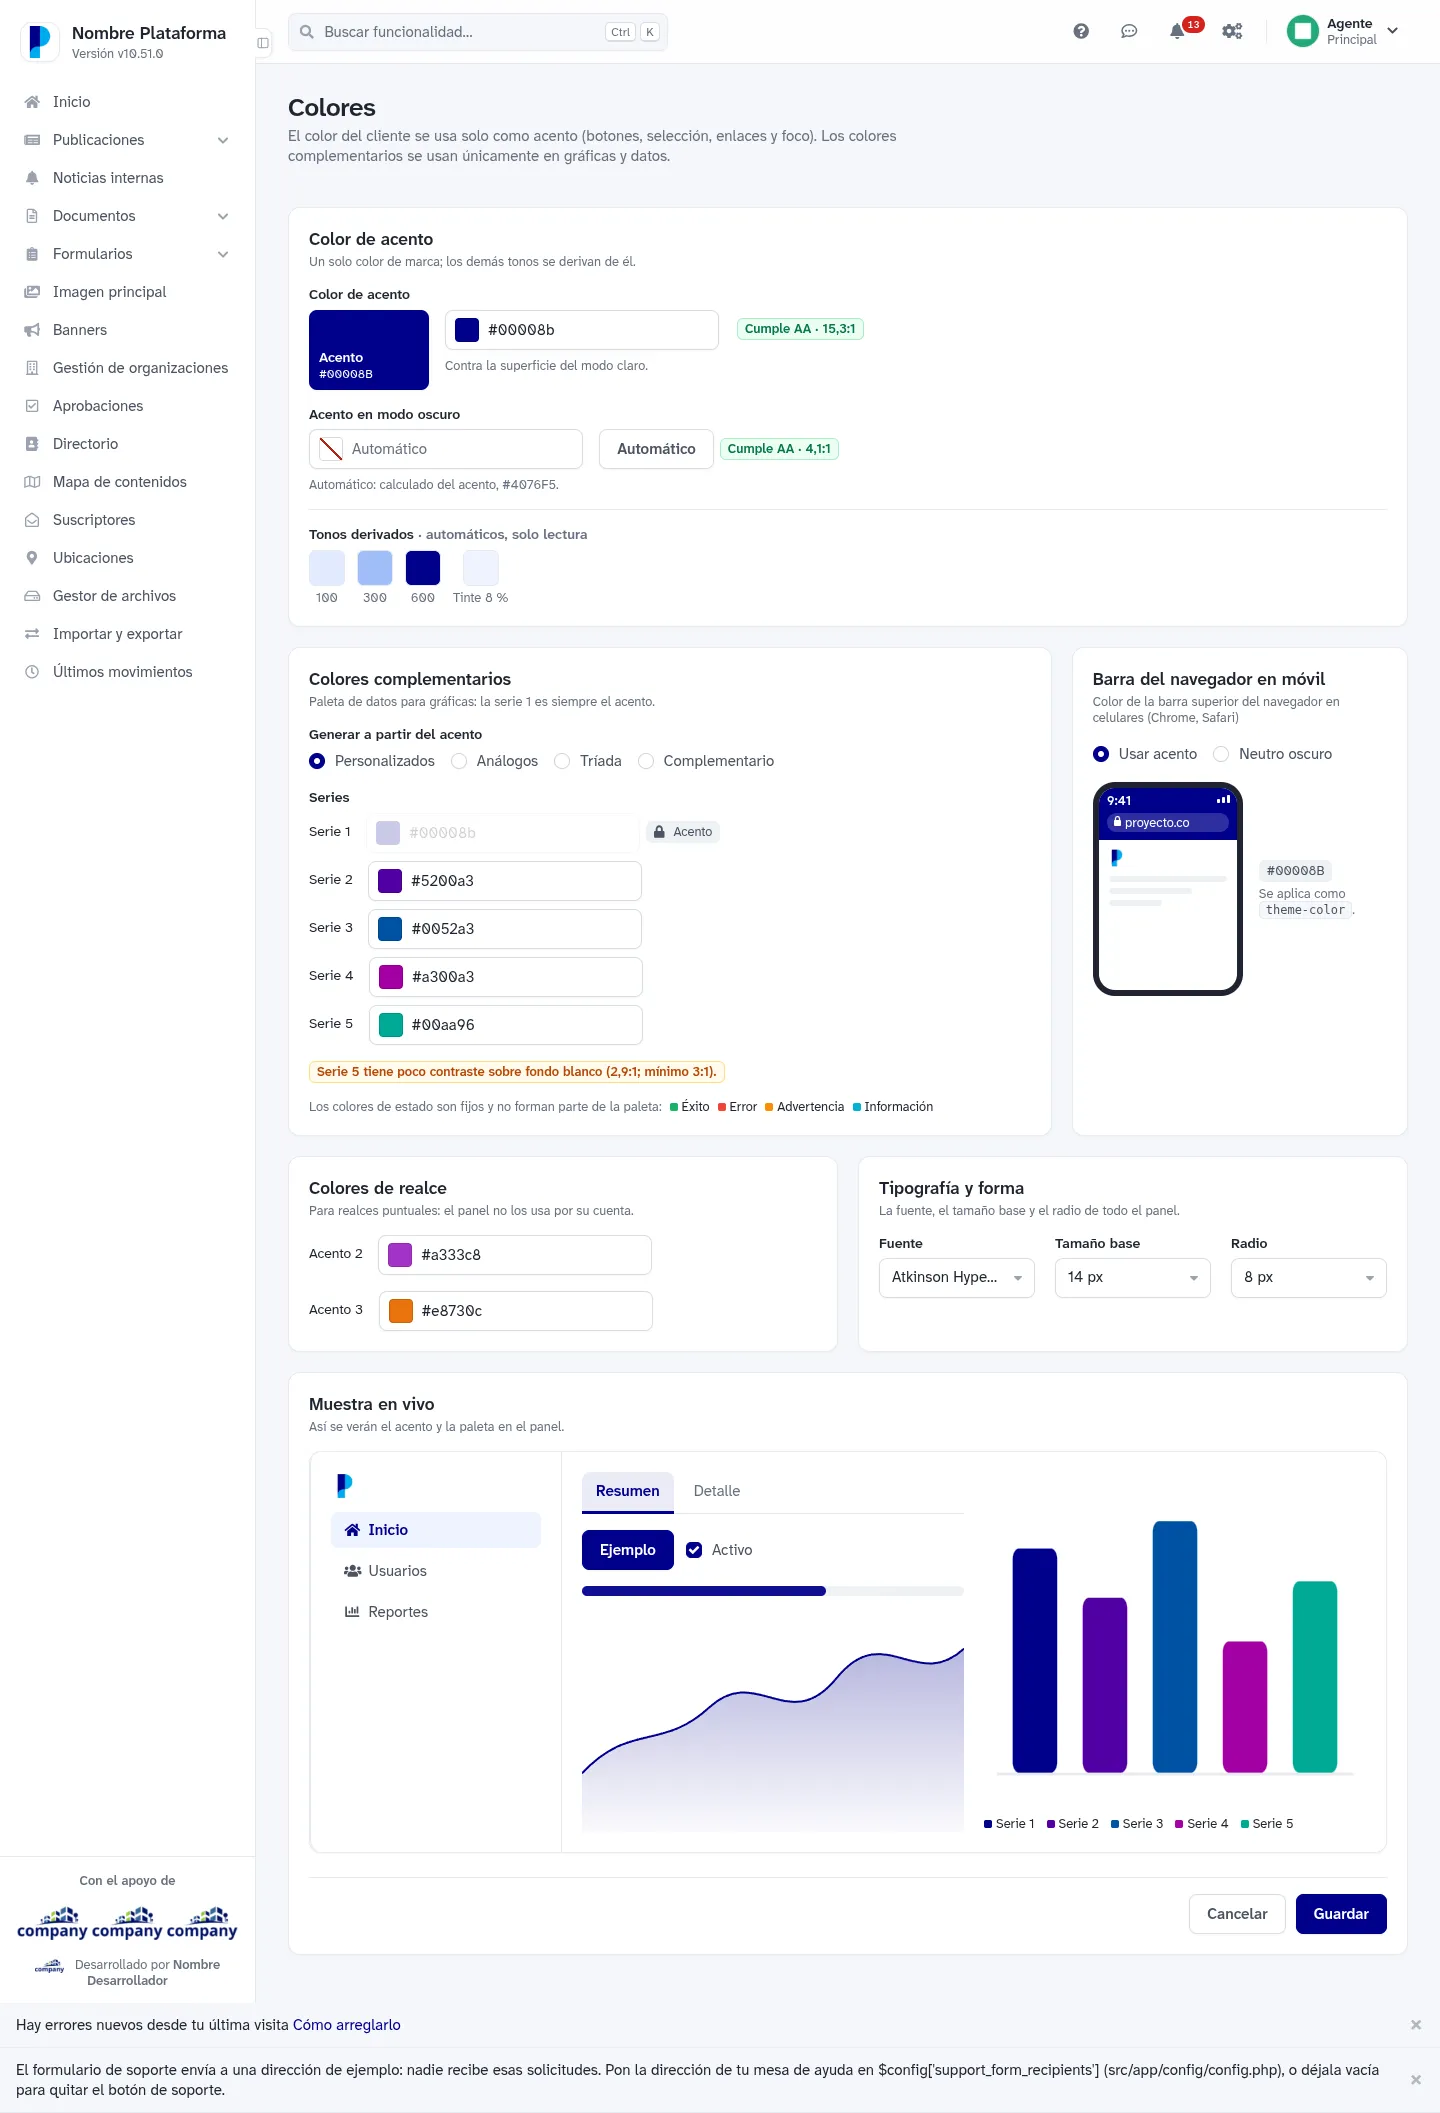 Nombre Plataforma
Versión v10.51.0
Buscar funcionalidad...
Ctrl K
13
Agente
Principal
Inicio
Publicaciones
Noticias internas
Documentos
Formularios
Imagen principal
Banners
Gestión de organizaciones
Aprobaciones
Directorio
Mapa de contenidos
Suscriptores
Ubicaciones
Gestor de archivos
Importar y exportar
Últimos movimientos
Con el apoyo de
company company company
company Desarrollado por Nombre
Desarrollador
Colores
El color del cliente se usa solo como acento (botones, selección, enlaces y foco). Los colores
complementarios se usan únicamente en gráficas y datos.
Color de acento
Un solo color de marca; los demás tonos se derivan de él.
Color de acento
Acento
#00008B
#00008b
Cumple AA · 15,3:1
Contra la superficie del modo claro.
Acento en modo oscuro
Automático
Automático
Cumple AA · 4,1:1
Automático: calculado del acento, #4076F5.
Tonos derivados · automáticos, solo lectura
100 300 600 Tinte 8 %
Colores complementarios
Paleta de datos para gráficas: la serie 1 es siempre el acento.
Generar a partir del acento
Personalizados Análogos Tríada Complementario
Series
Serie 1 #00008b Acento
Serie 2 #5200a3
Serie 3 #0052a3
Serie 4 #a300a3
Serie 5 #00aa96
Serie 5 tiene poco contraste sobre fondo blanco (2,9:1; mínimo 3:1).
Los colores de estado son fijos y no forman parte de la paleta: Éxito Error Advertencia Información
Barra del navegador en móvil
Color de la barra superior del navegador en
celulares (Chrome, Safari)
Usar acento Neutro oscuro
9:41
proyecto.co
#00008B
Se aplica como
theme-color.
Colores de realce
Para realces puntuales: el panel no los usa por su cuenta.
Acento 2 #a333c8
Acento 3 #e8730c
Tipografía y forma
La fuente, el tamaño base y el radio de todo el panel.
Fuente Tamaño base Radio
Atkinson Hype... 14 px 8 px
Muestra en vivo
Así se verán el acento y la paleta en el panel.
Inicio
Usuarios
Reportes
Resumen Detalle
Ejemplo Activo
Serie 1 Serie 2 Serie 3 Serie 4 Serie 5
Cancelar Guardar
Hay errores nuevos desde tu última visita Cómo arreglarlo
El formulario de soporte envía a una dirección de ejemplo: nadie recibe esas solicitudes. Pon la dirección de tu mesa de ayuda en $config['support_form_recipients'] (src/app/config/config.php), o déjala vacía
para quitar el botón de soporte.